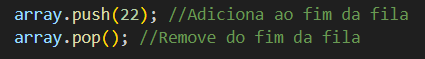 array.push(22); //Adiciona ao fim da fila
array.pop(); //Remove do fim da fila